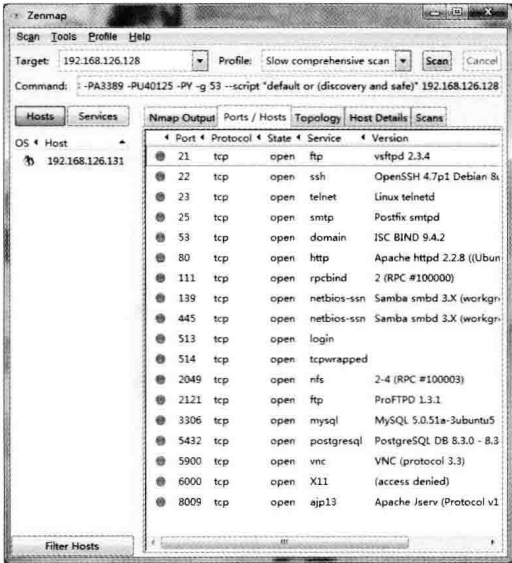 Zenmap
Scan Tools Profile Help
Target: 192.168.126.128 Profile: Slow comprehensive scan Scan Cancel
Command: : -PA3389 -PU40125 -PY -g 53 --script "default or (discovery and safe)" 192.168.126.128
Hosts Services Nmap Output Ports / Hosts Topology Host Details Scans
OS Host Port Protocol State Service Version
192.168.126.131
21 tcp open ftp vsftpd 2.3.4
22 tcp open ssh OpenSSH 4.7p1 Debian 8u
23 tcp open telnet Linux telnetd
25 tcp open smtp Postfix smtpd
53 tcp open domain ISC BIND 9.4.2
80 tcp open http Apache httpd 2.2.8 ((Ubun
111 tcp open rpcbind 2 (RPC #100000)
139 tcp open netbios-ssn Samba smbd 3.X (workgr
445 tcp open netbios-ssn Samba smbd 3.X (workgr
513 tcp open login
514 tcp open tcpwrapped
2049 tcp open nfs 2-4 (RPC #100003)
2121 tcp open ftp ProFTPD 1.3.1
3306 tcp open mysql MySQL 5.0.51a-3ubuntu5
5432 tcp open postgresql PostgreSQL DB 8.3.0 - 8.3
5900 tcp open vnc VNC (protocol 3.3)
6000 tcp open X11 (access denied)
8009 tcp open ajp13 Apache Jserv (Protocol v1
Filter Hosts